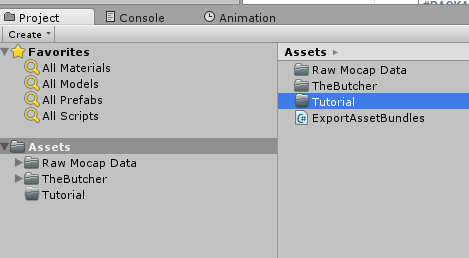 Project Console Animation
Create
Favorites
All Materials
All Models
All Prefabs
All Scripts
Assets
Raw Mocap Data
TheButcher
Tutorial
Assets
Raw Mocap Data
TheButcher
Tutorial
ExportAssetBundles